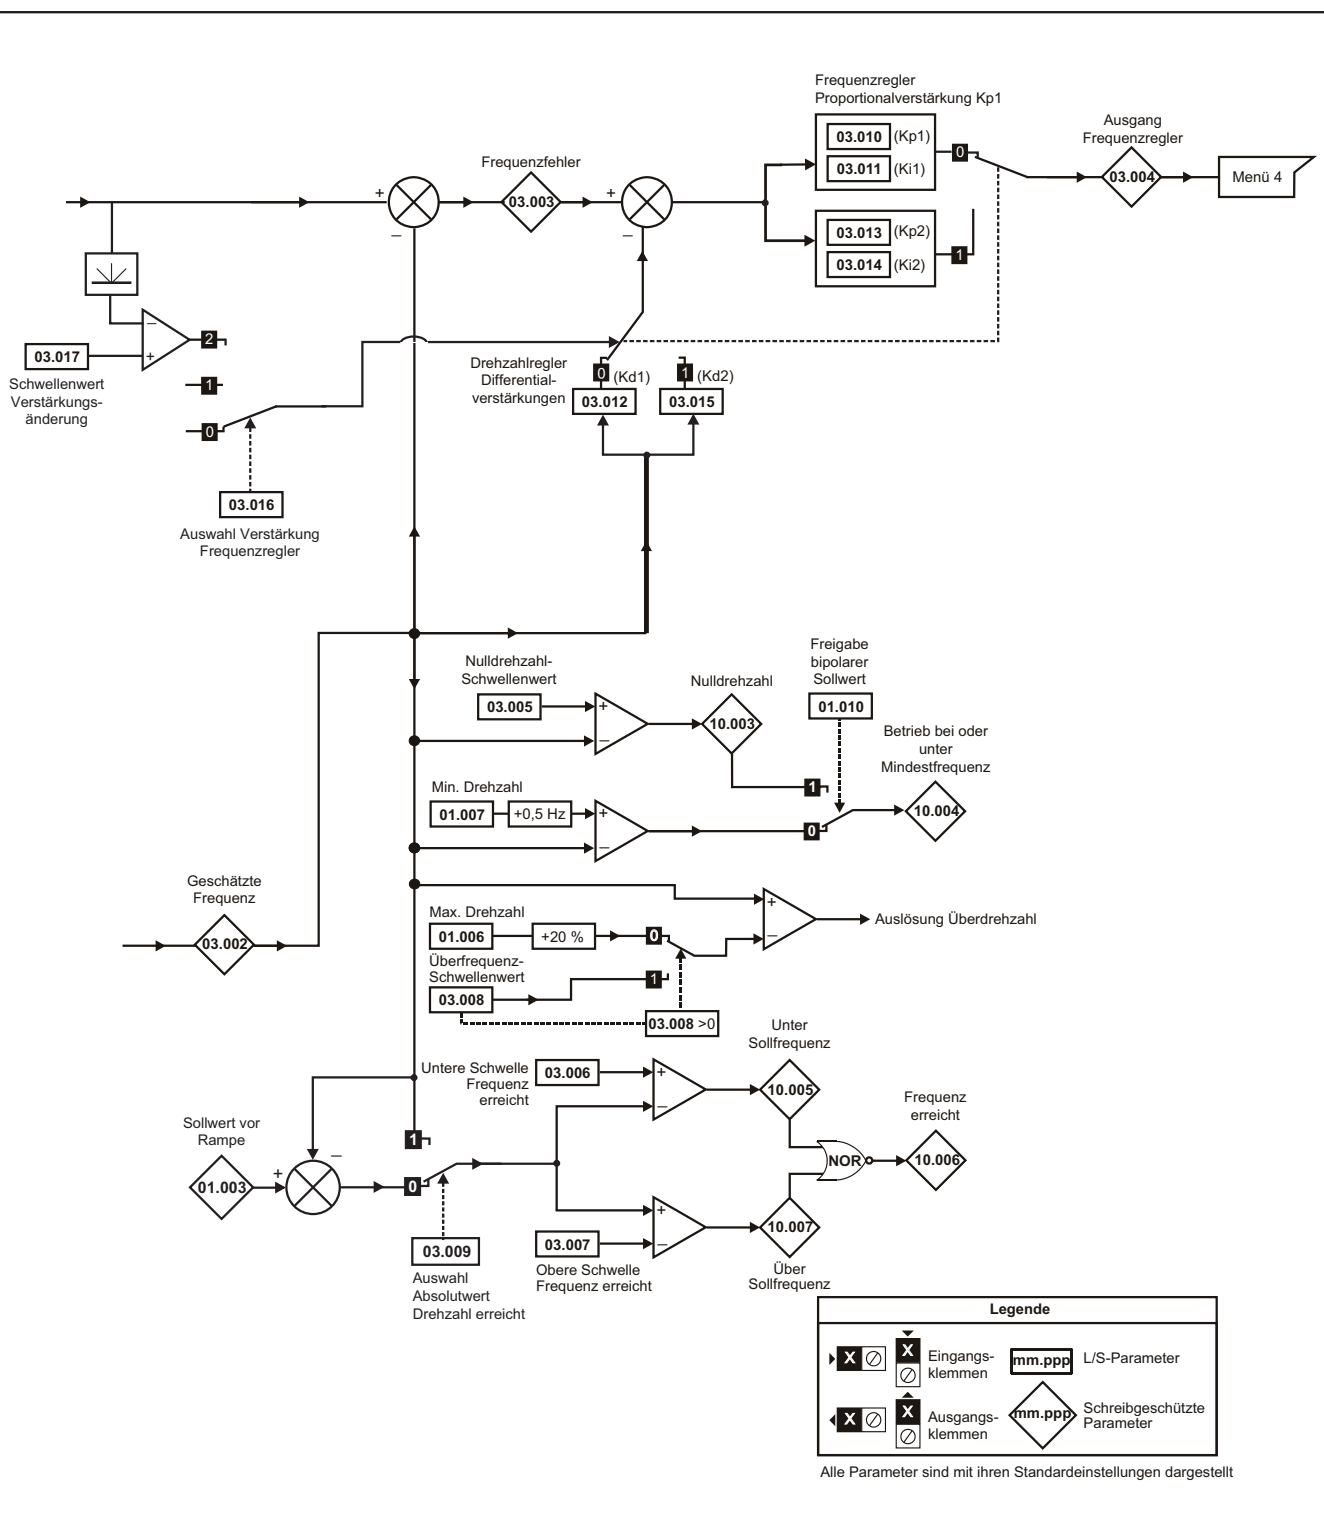 Frequenzregler
Proportionalverstärkung Kp1
03.010 (Kp1)
03.011 (Ki1)
0
Ausgang
Frequenzregler
03.004
Menü 4
Frequenzfehler
+
03.003
+
–
–
03.013 (Kp2)
03.014 (Ki2)
1
–
+
2
03.017
Schwellenwert
Verstärkungs-
änderung
1
0
03.016
Auswahl Verstärkung
Frequenzregler
Drehzahlregler
Differential-
verstärkungen
0 (Kd1)
1 (Kd2)
03.012
03.015
Nulldrehzahl-
Schwellenwert
03.005
+
–
Nulldrehzahl
10.003
Freigabe
bipolarer
Sollwert
01.010
1
Betrieb bei oder
unter
Mindestfrequenz
10.004
Min. Drehzahl
01.007
+0,5 Hz
+
–
0
Geschätzte
Frequenz
03.002
Max. Drehzahl
01.006
+20 %
0
+
–
Auslösung Überdrehzahl
Überfrequenz-
Schwellenwert
03.008
1
03.008 >0
Untere Schwelle
Frequenz
erreicht
03.006
+
–
Unter
Sollfrequenz
10.005
Frequenz
erreicht
NOR
10.006
Sollwert vor
Rampe
01.003
+
–
1
0
03.009
Auswahl
Absolutwert
Drehzahl erreicht
03.007
Obere Schwelle
Frequenz erreicht
+
–
10.007
Über
Sollfrequenz
Legende
X
X
Eingangs-
klemmen
mm.ppp
L/S-Parameter
X
X
Ausgangs-
klemmen
mm.ppp
Schreibgeschützte
Parameter
Alle Parameter sind mit ihren Standardeinstellungen dargestellt